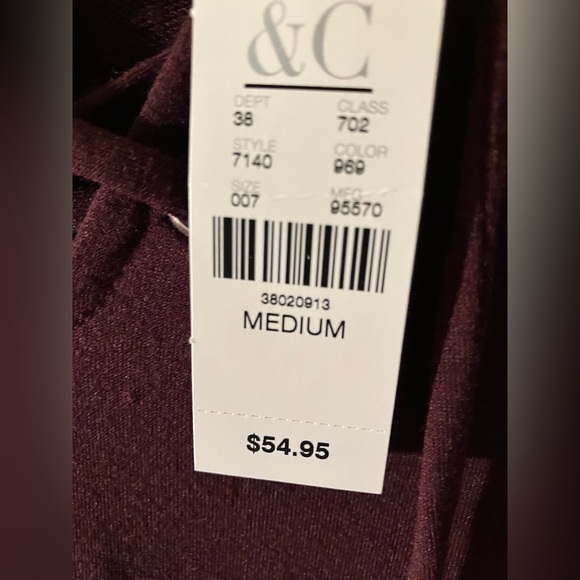 &C
DEPT CLASS
38 702
STYLE COLOR
7140 969
SIZE MFG
007 95570
38020913
MEDIUM
$54.95